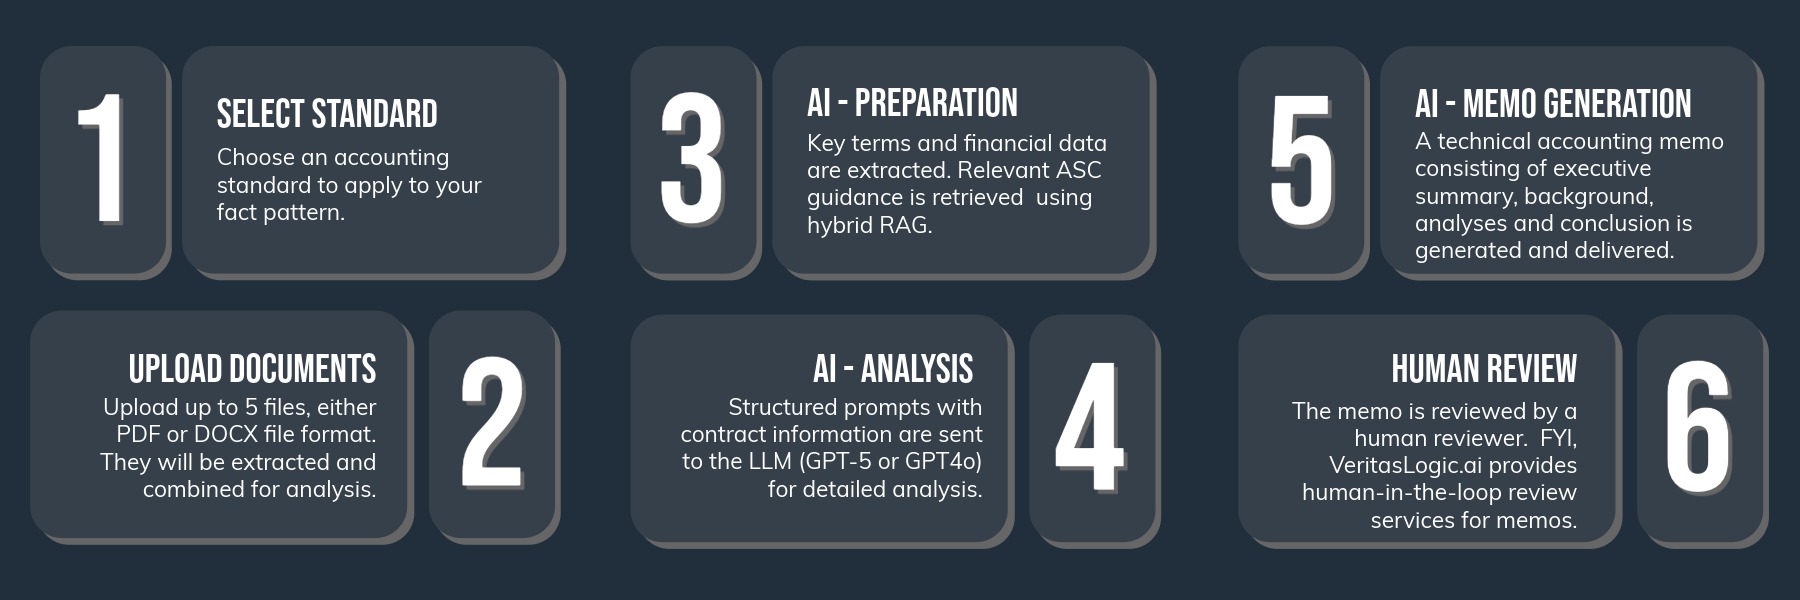 1
SELECT STANDARD
Choose an accounting
standard to apply to your
fact pattern.
UPLOAD DOCUMENTS
Upload up to 5 files, either
PDF or DOCX file format.
They will be extracted and
combined for analysis.
2
3
AI - PREPARATION
Key terms and financial data
are extracted. Relevant ASC
guidance is retrieved  using
hybrid RAG.
AI - ANALYSIS
Structured prompts with
contract information are sent
to the LLM (GPT-5 or GPT4o)
for detailed analysis.
4
5
AI - MEMO GENERATION
A technical accounting memo
consisting of executive
summary, background,
analyses and conclusion is
generated and delivered.
HUMAN REVIEW
The memo is reviewed by a
human reviewer.  FYI,
VeritasLogic.ai provides
human-in-the-loop review
services for memos.
6